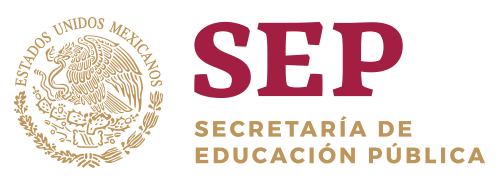 ESTADOS UNIDOS MEXICANOS
SEP
SECRETARÍA DE
EDUCACIÓN PÚBLICA